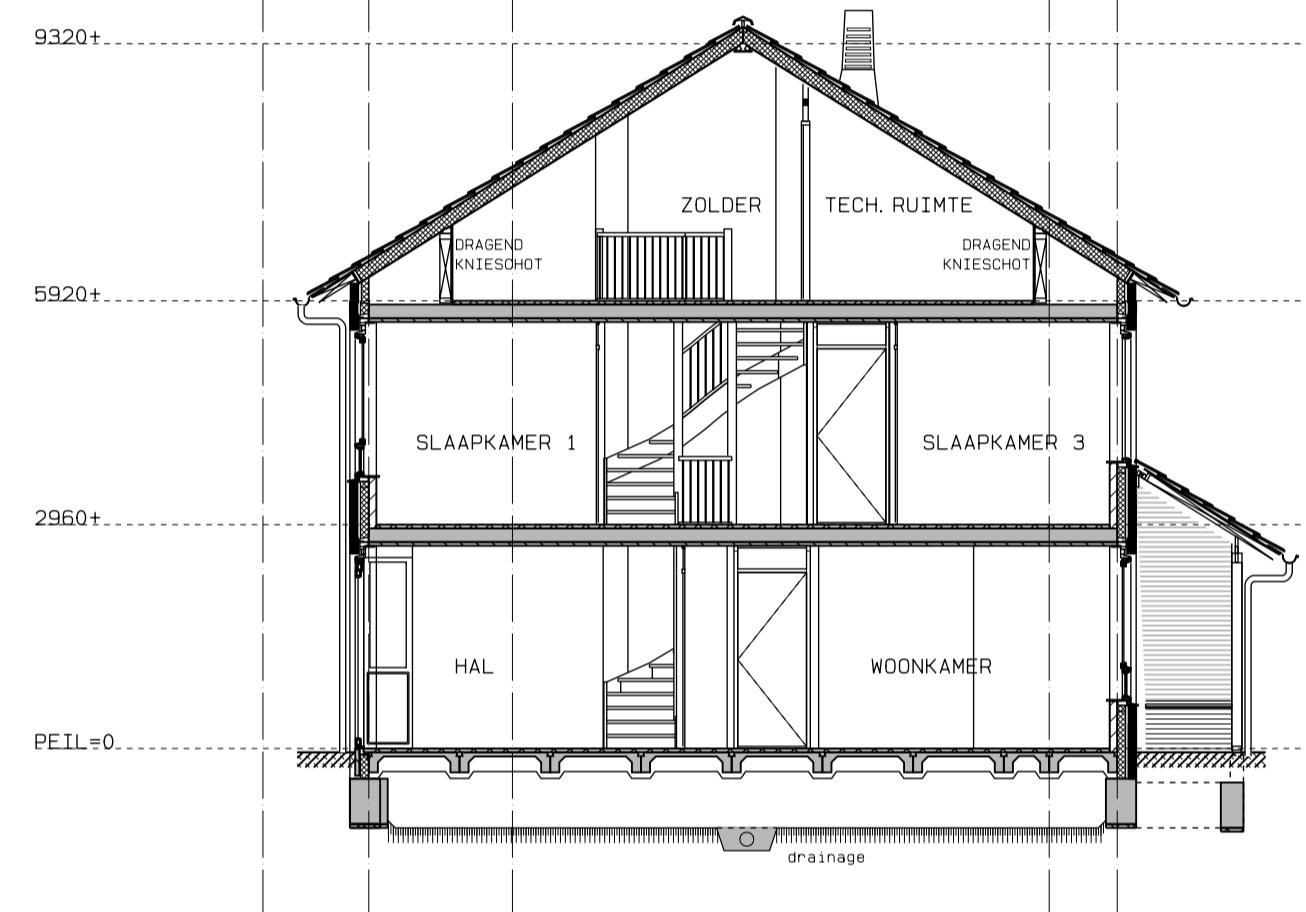 9320+
ZOLDER
TECH. RUIMTE
DRAGEND
KNIESCHOT
DRAGEND
KNIESCHOT
5920+
SLAAPKAMER 1
SLAAPKAMER 3
2960+
HAL
WOONKAMER
PEIL=0
drainage